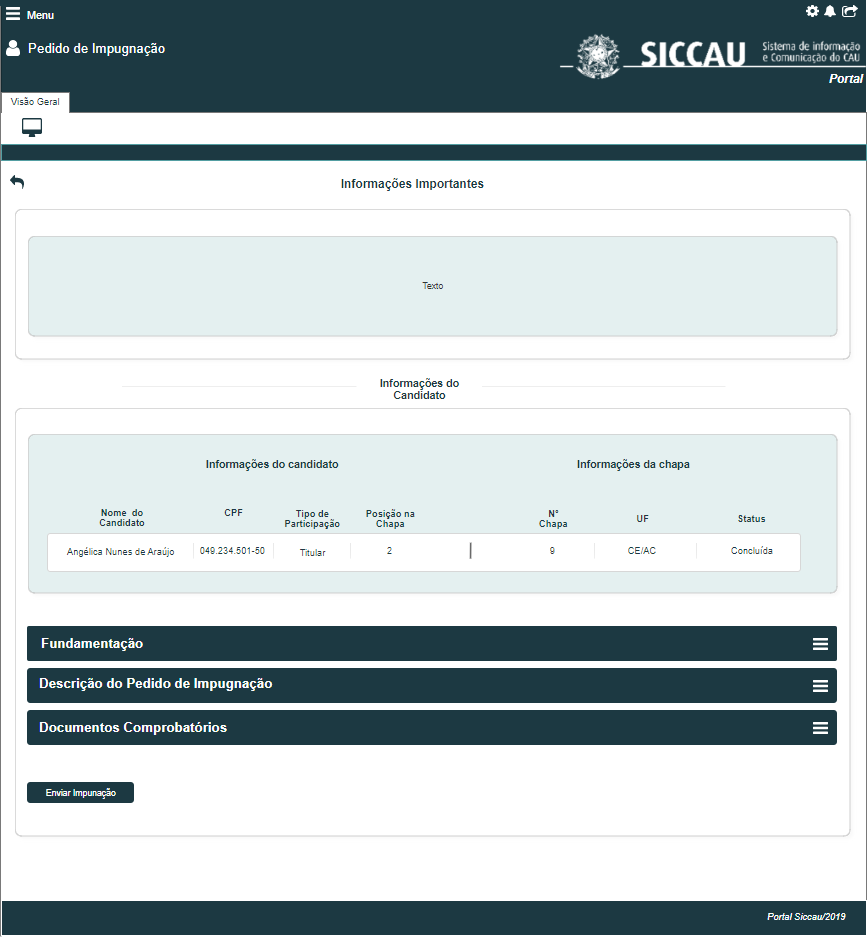 Menu
Pedido de Impugnação
SICCAU
Sistema de informação
e Comunicação do CAU
Portal
Visão Geral
Informações Importantes
Texto
Informações do
Candidato
Informações do candidato
Informações da chapa
Nome do
Candidato
CPF
Tipo de
Participação
Posição na
Chapa
N°
Chapa
UF
Status
Angélica Nunes de Araújo
049.234.501-50
Titular
2
9
CE/AC
Concluída
Fundamentação
Descrição do Pedido de Impugnação
Documentos Comprobatórios
Enviar Impunação
Portal Siccau/2019